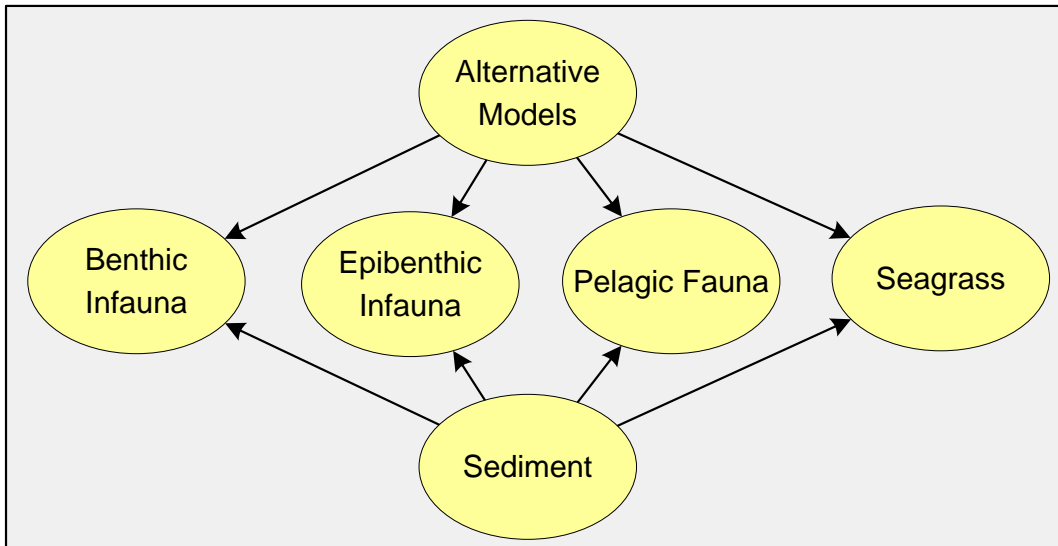 Alternative
Models
Benthic
Infauna
Epibenthic
Infauna
Pelagic Fauna
Seagrass
Sediment